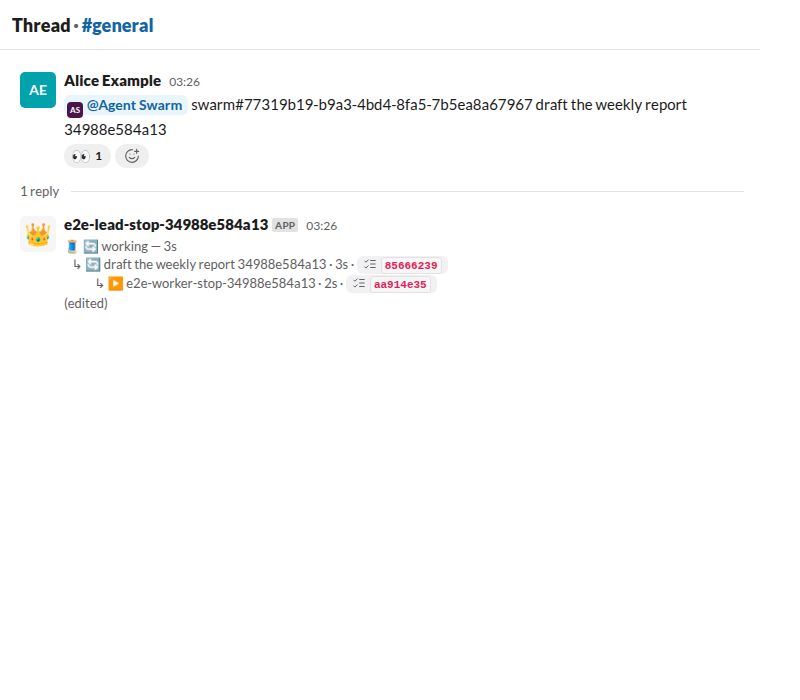 Thread · #general
AE
Alice Example 03:26
AS @Agent Swarm swarm#77319b19-b9a3-4bd4-8fa5-7b5ea8a67967 draft the weekly report
34988e584a13
👀 1
1 reply
e2e-lead-stop-34988e584a13 APP 03:26
🧵 🔄 working — 3s
↳ 🔄 draft the weekly report 34988e584a13 · 3s · 85666239
↳ ▶️ e2e-worker-stop-34988e584a13 · 2s · aa914e35
(edited)